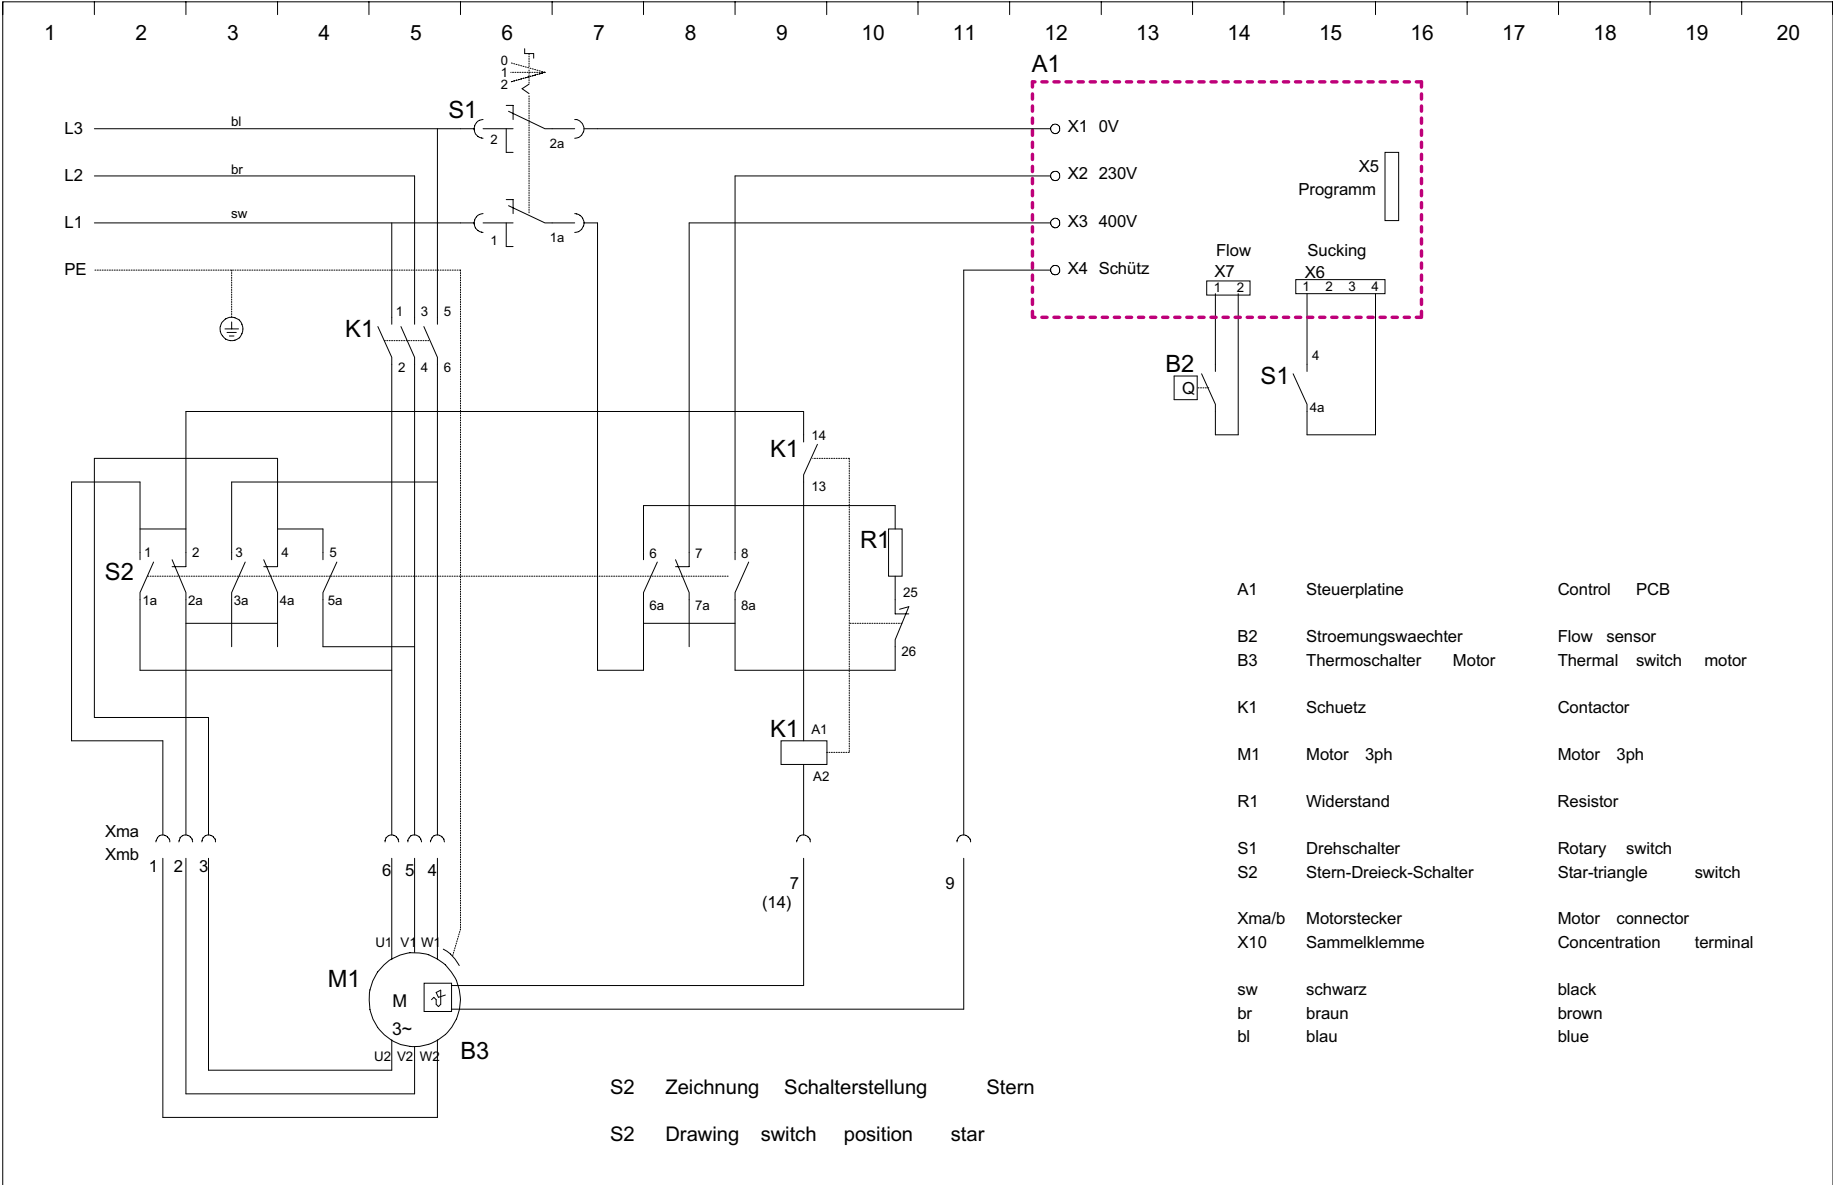 1 2 3 4 5 6 7 8 9 10 11 12 13 14 15 16 17 18 19 20
0
1
2
A1
S1
L3 bl 2 2a X1 0V
L2 br X2 230V
X5
Programm
L1 sw 1 1a X3 400V
Flow Sucking
PE X4 Schütz X7 X6
1 2 1 2 3 4
1 3 5
K1
2 4 6
B2 Q S1 4
4a
K1 14
13
R1
S2 1 2 3 4 5 6 7 8
1a 2a 3a 4a 5a 6a 7a 8a
25
26
K1 A1
A2
Xma
Xmb
1 2 3 6 5 4 7 9
(14)
U1 V1 W1
M1
M
3~
U2 V2 W2
B3
A1 Steuerplatine Control PCB
B2 Stroemungswaechter Flow sensor
B3 Thermoschalter Motor Thermal switch motor
K1 Schuetz Contactor
M1 Motor 3ph Motor 3ph
R1 Widerstand Resistor
S1 Drehschalter Rotary switch
S2 Stern-Dreieck-Schalter Star-triangle switch
Xma/b Motorstecker Motor connector
X10 Sammelklemme Concentration terminal
sw schwarz black
br braun brown
bl blau blue
S2 Zeichnung Schalterstellung Stern
S2 Drawing switch position star